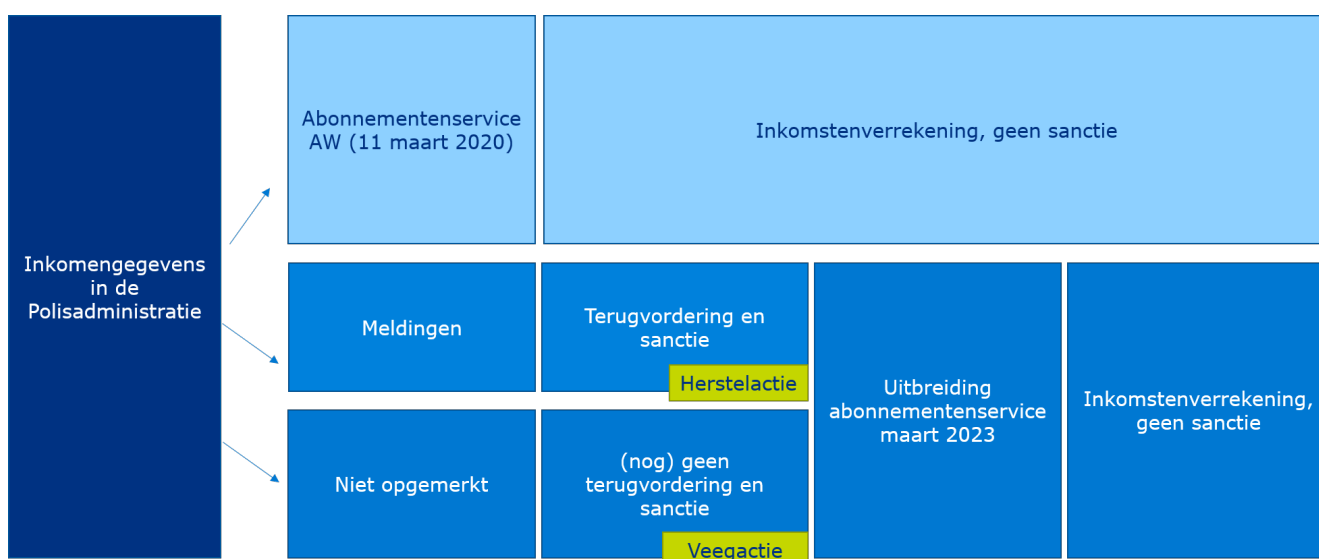 Inkomengegevens
in de
Polisadministratie
Abonnementenservice
AW (11 maart 2020)
Inkomstenverrekening, geen sanctie
Meldingen
Terugvordering en
sanctie
Herstelactie
Niet opgemerkt
(nog) geen
terugvordering en
sanctie
Veegactie
Uitbreiding
abonnementenservice
maart 2023
Inkomstenverrekening,
geen sanctie